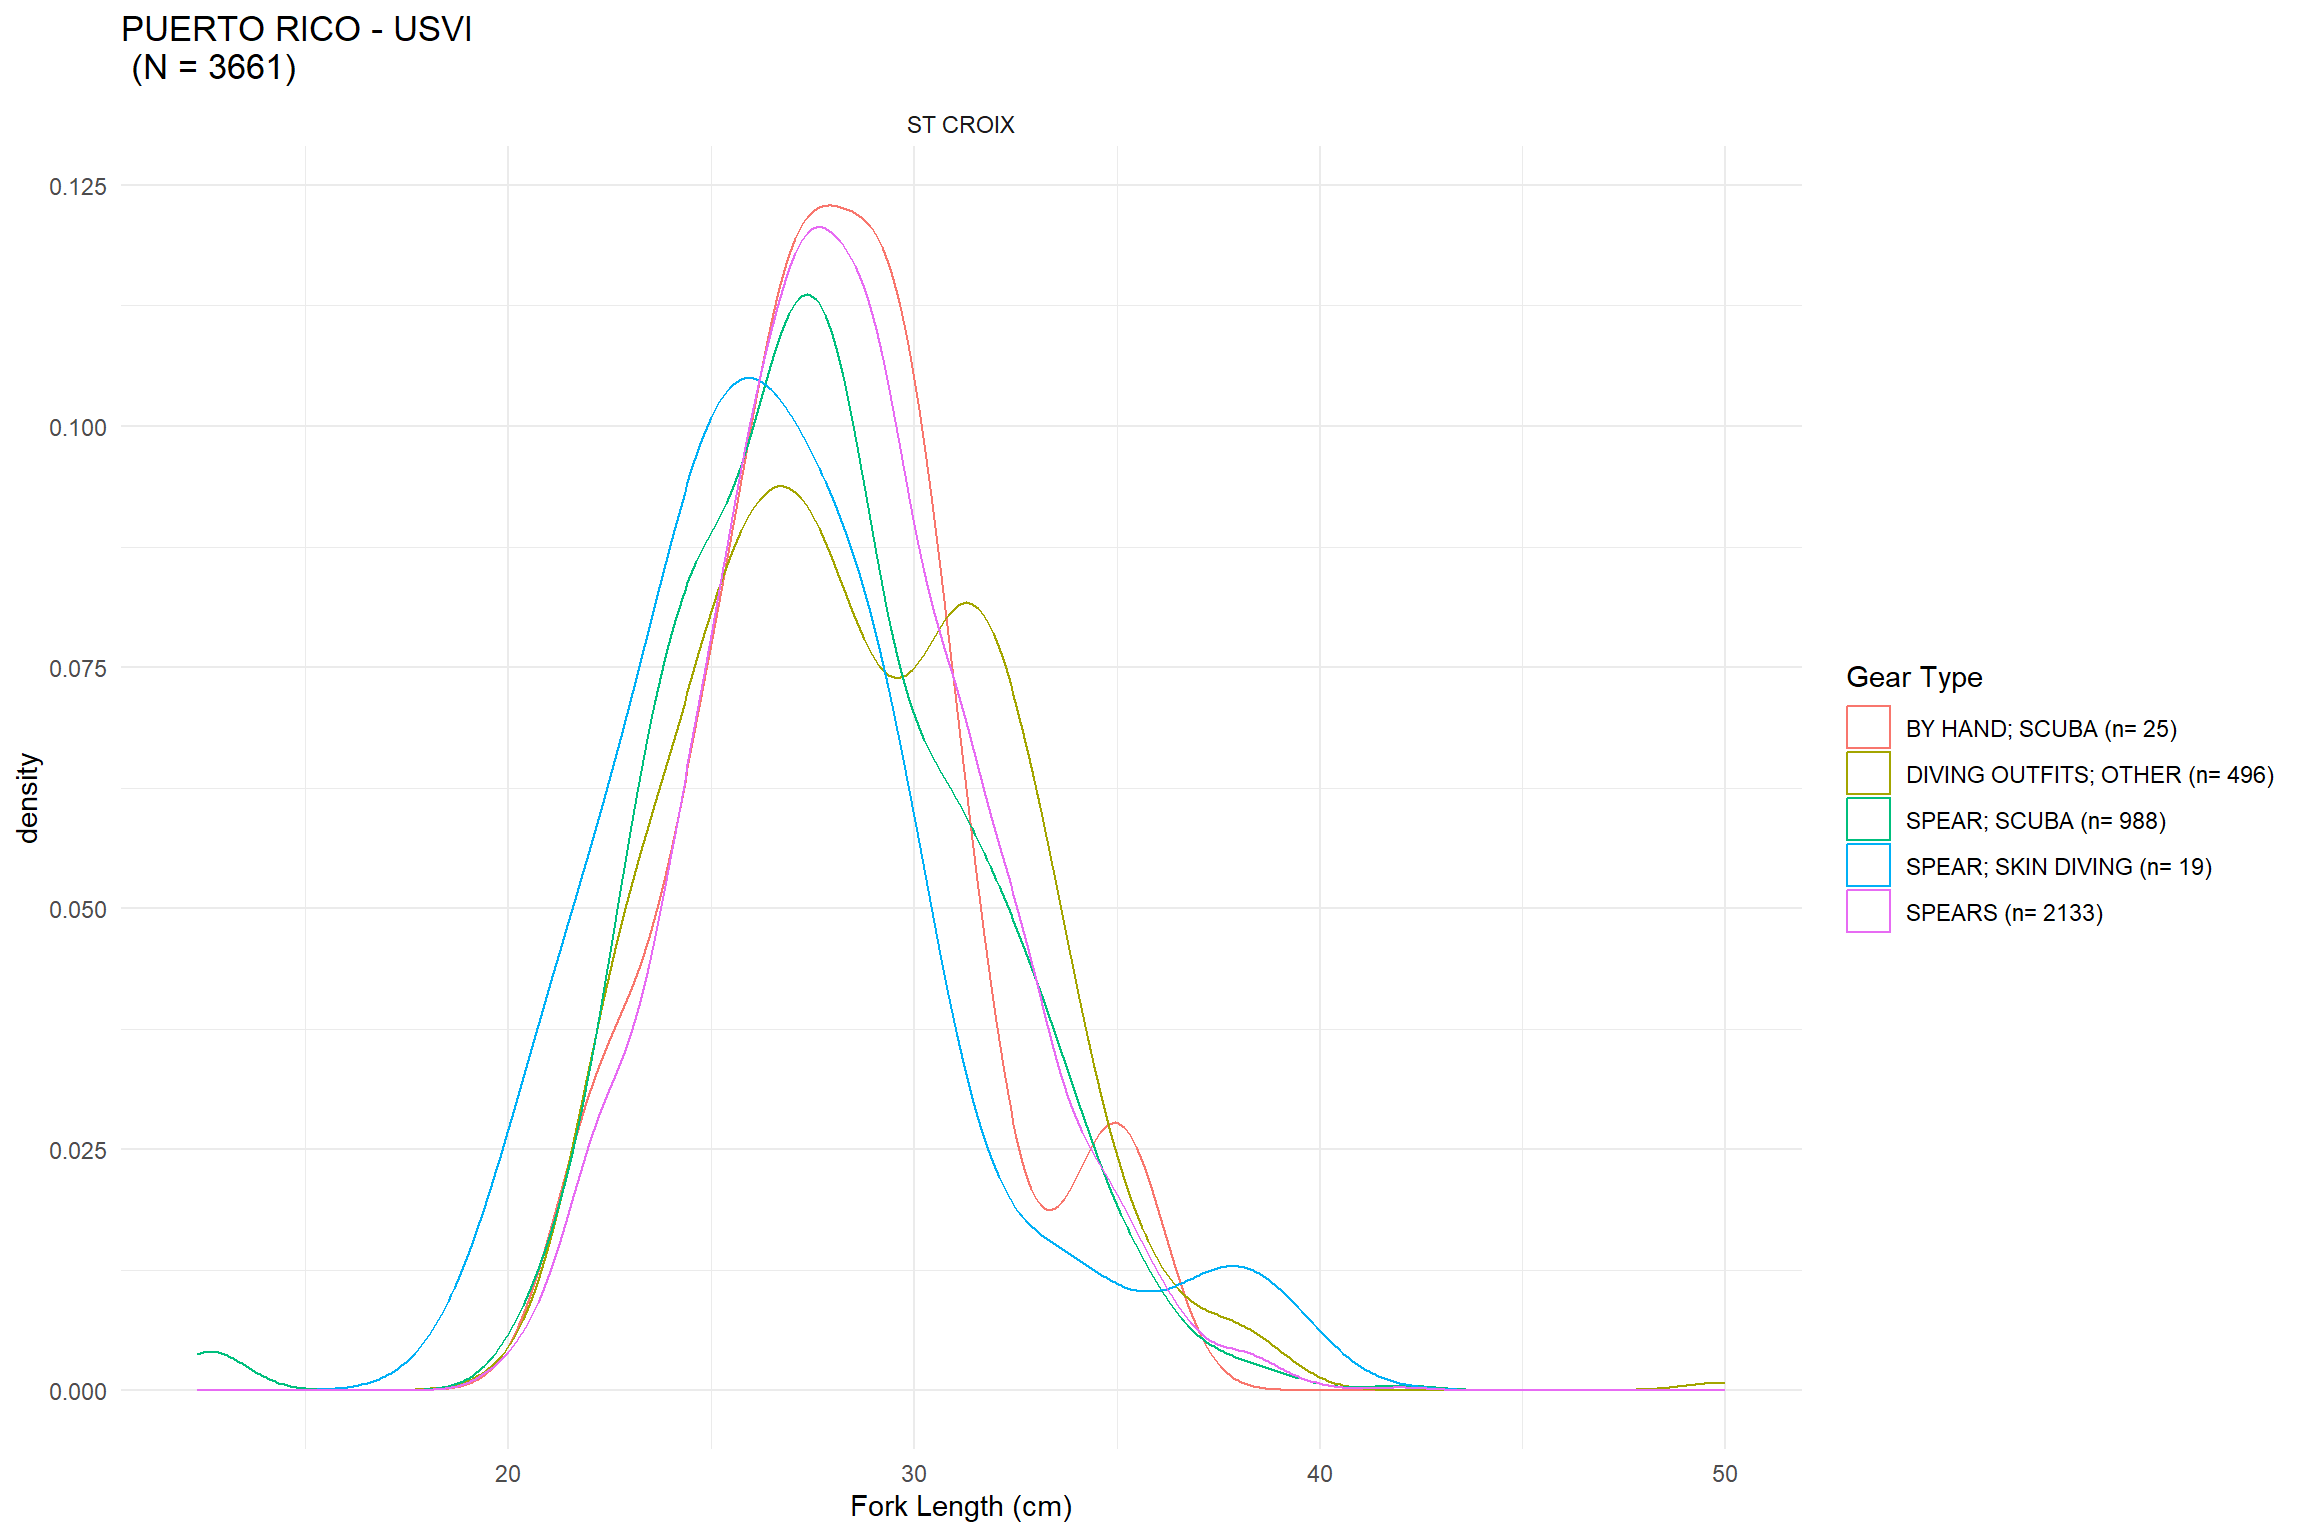 PUERTO RICO - USVI
(N = 3661)
ST CROIX
0.125
0.100
0.075
0.050
0.025
0.000
density
20 30 40 50
Fork Length (cm)
Gear Type
BY HAND; SCUBA (n= 25)
DIVING OUTFITS; OTHER (n= 496)
SPEAR; SCUBA (n= 988)
SPEAR; SKIN DIVING (n= 19)
SPEARS (n= 2133)